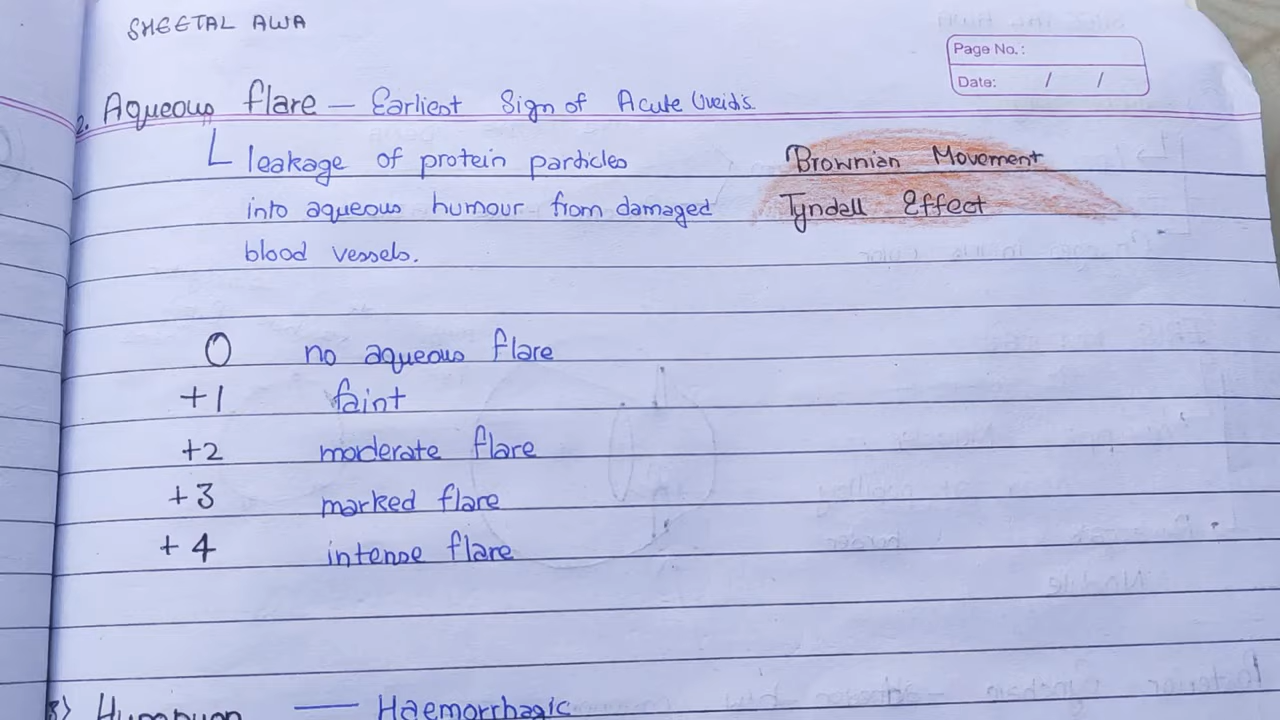 SHEETAL AWA
Page No.:
Date: / /
2. Aqueous flare — Earliest Sign of Acute Uveitis
leakage of protein particles
into aqueous humour from damaged
blood vessels.
Brownian Movement
Tyndall Effect
0 no aqueous flare
+1 faint
+2 moderate flare
+3 marked flare
+4 intense flare
3) — Haemorrhagic